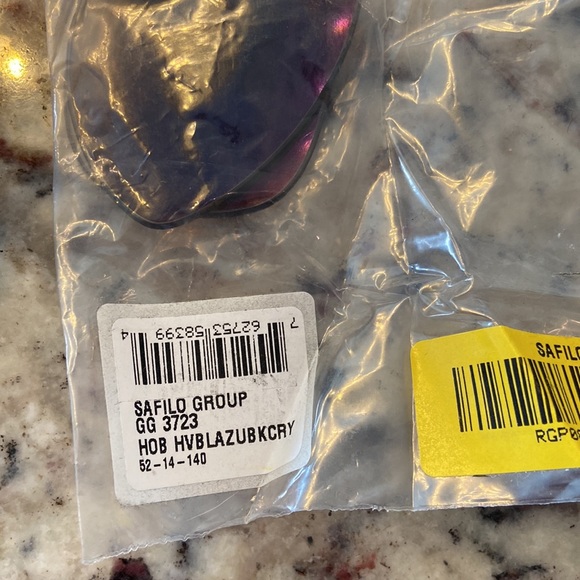 7 62753 58399 4
SAFILO GROUP
GG 3723
HOB HVBLAZUBKCRY
52-14-140
SAFILO